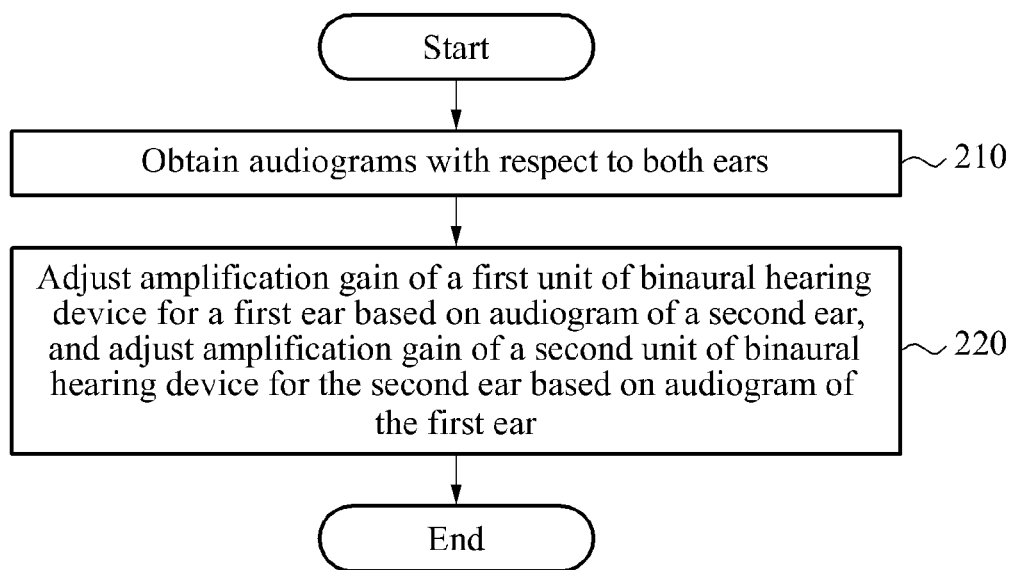 Start
Obtain audiograms with respect to both ears
210
Adjust amplification gain of a first unit of binaural hearing
device for a first ear based on audiogram of a second ear,
and adjust amplification gain of a second unit of binaural
hearing device for the second ear based on audiogram of
the first ear
220
End